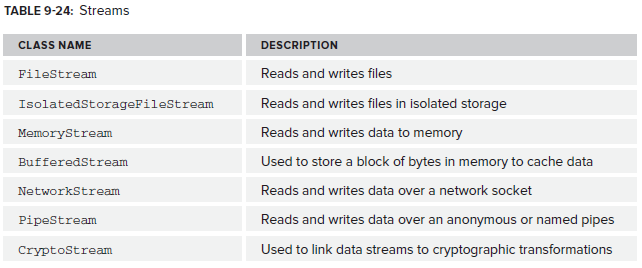 TABLE 9-24: Streams
CLASS NAME DESCRIPTION
FileStream Reads and writes files
IsolatedStorageFileStream Reads and writes files in isolated storage
MemoryStream Reads and writes data to memory
BufferedStream Used to store a block of bytes in memory to cache data
NetworkStream Reads and writes data over a network socket
PipeStream Reads and writes data over an anonymous or named pipes
CryptoStream Used to link data streams to cryptographic transformations